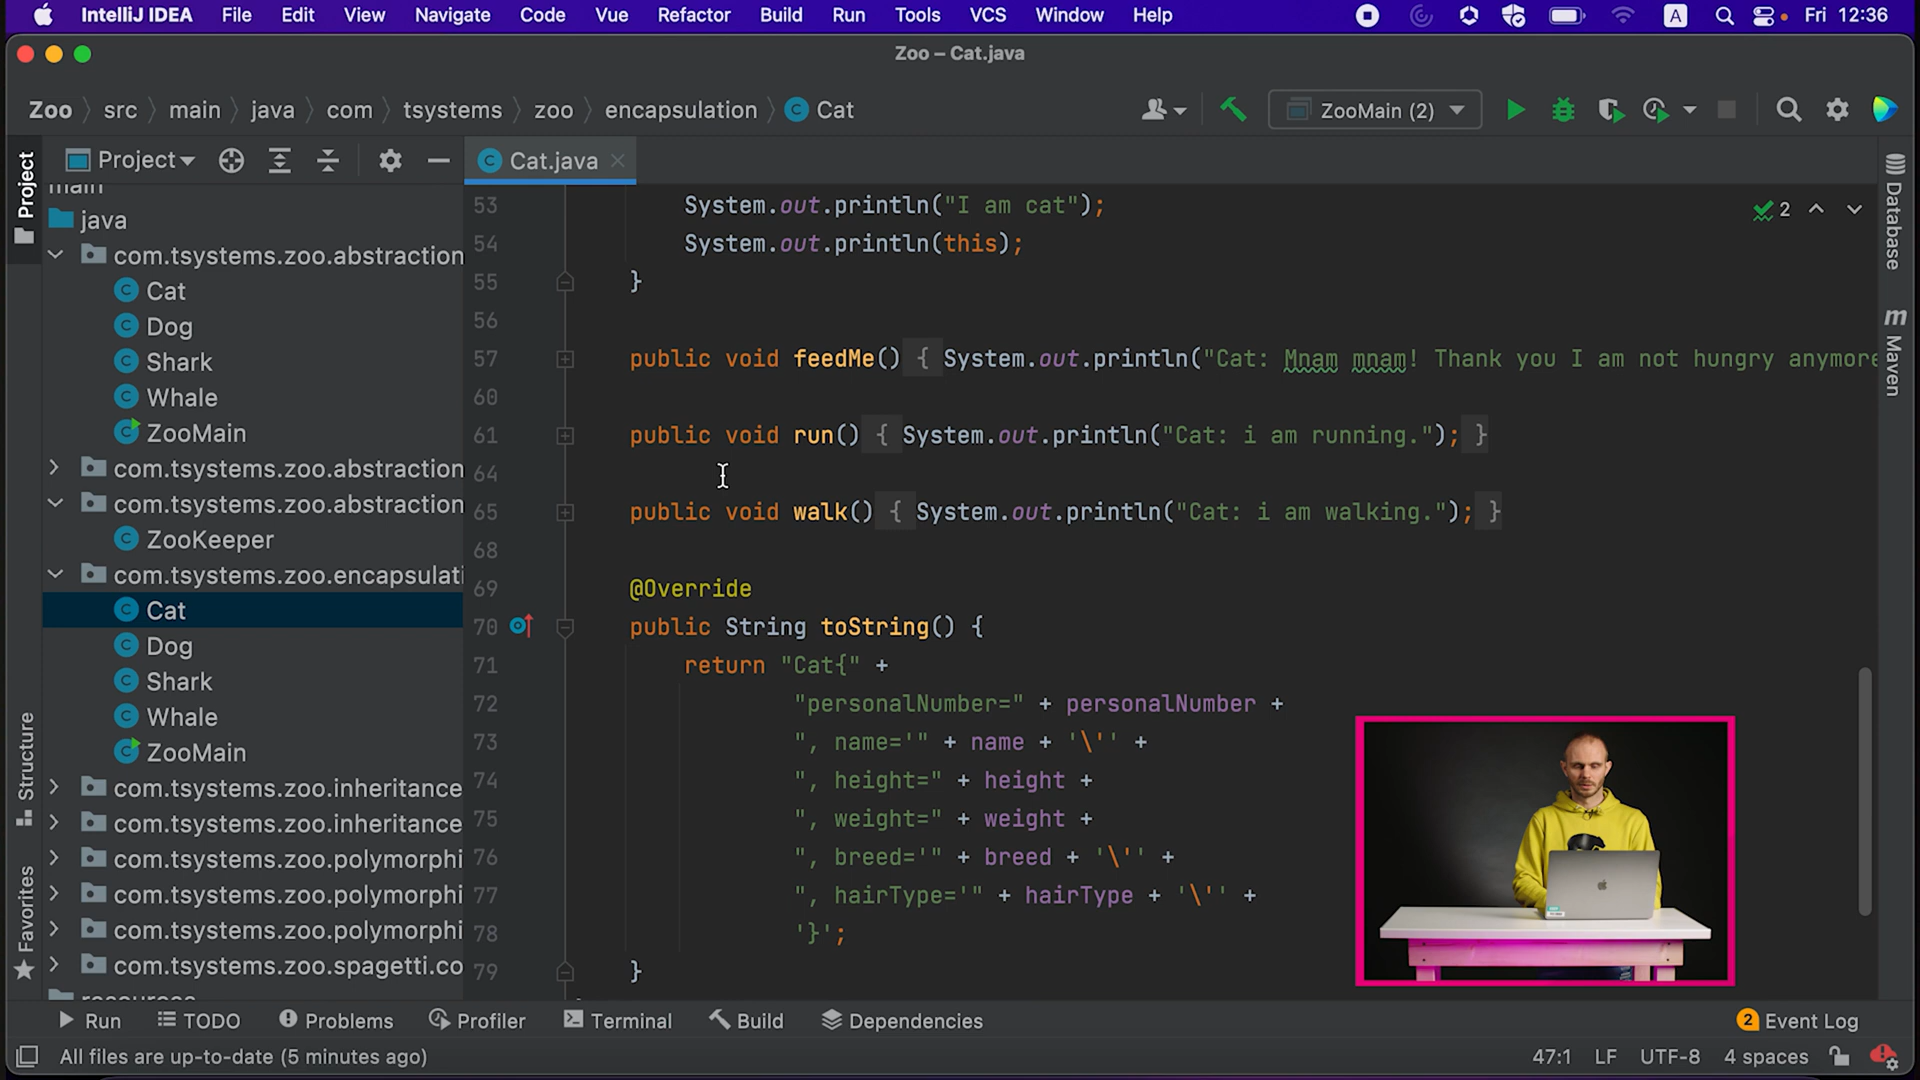 IntelliJ IDEA File Edit View Navigate Code Vue Refactor Build Run Tools VCS Window Help A Fri 12:36
Zoo – Cat.java
Zoo src main java com tsystems zoo encapsulation Cat ZooMain (2)
Project Cat.java
Project
Structure
Favorites
main
java
com.tsystems.zoo.abstraction
Cat
Dog
Shark
Whale
ZooMain
com.tsystems.zoo.abstraction
com.tsystems.zoo.abstraction
ZooKeeper
com.tsystems.zoo.encapsulati
Cat
Dog
Shark
Whale
ZooMain
com.tsystems.zoo.inheritance
com.tsystems.zoo.inheritance
com.tsystems.zoo.polymorphi
com.tsystems.zoo.polymorphi
com.tsystems.zoo.polymorphi
com.tsystems.zoo.spagetti.co
resources
53 System.out.println("I am cat");
54 System.out.println(this);
55 }
56
57 public void feedMe() { System.out.println("Cat: Mnam mnam! Thank you I am not hungry anymore
60
61 public void run() { System.out.println("Cat: i am running."); }
64
65 public void walk() { System.out.println("Cat: i am walking."); }
68
69 @Override
70 public String toString() {
71 return "Cat{" +
72 "personalNumber=" + personalNumber +
73 ", name='" + name + '\'' +
74 ", height=" + height +
75 ", weight=" + weight +
76 ", breed='" + breed + '\'' +
77 ", hairType='" + hairType + '\'' +
78 '}';
79 }
2
Database
m Maven
Run TODO Problems Profiler Terminal Build Dependencies 2 Event Log
All files are up-to-date (5 minutes ago) 47:1 LF UTF-8 4 spaces